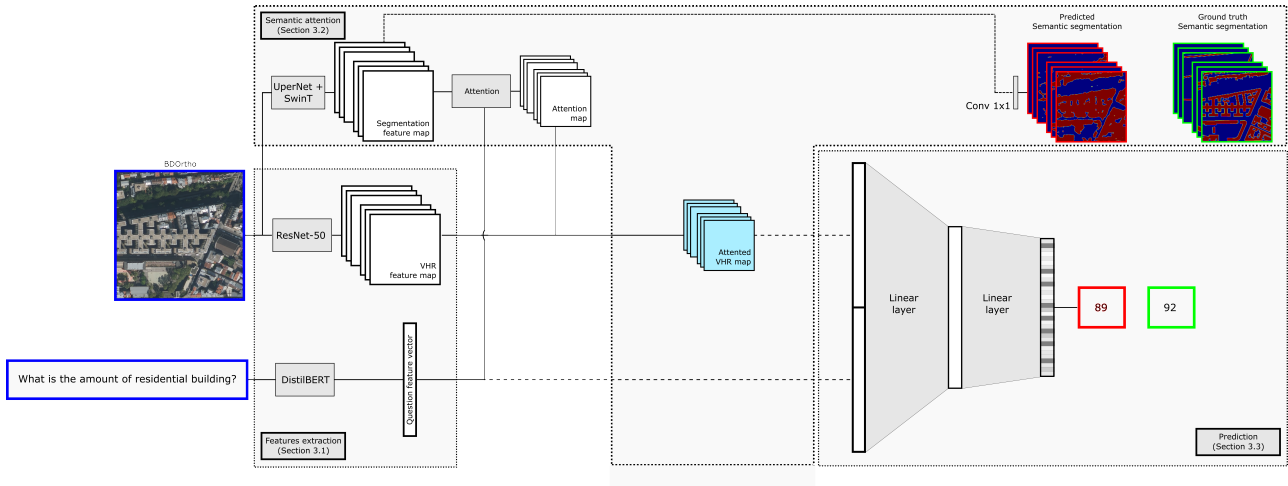 Semantic attention
(Section 3.2)
Predicted
Semantic segmentation
Ground truth
Semantic segmentation
UperNet +
SwinT
Segmentation
feature map
Attention
Attention
map
Conv 1x1
BDOrtho
ResNet-50
VHR
feature map
Attented
VHR map
Linear
layer
Linear
layer
89
92
What is the amount of residential building?
DistilBERT
Question feature vector
Features extraction
(Section 3.1)
Prediction
(Section 3.3)